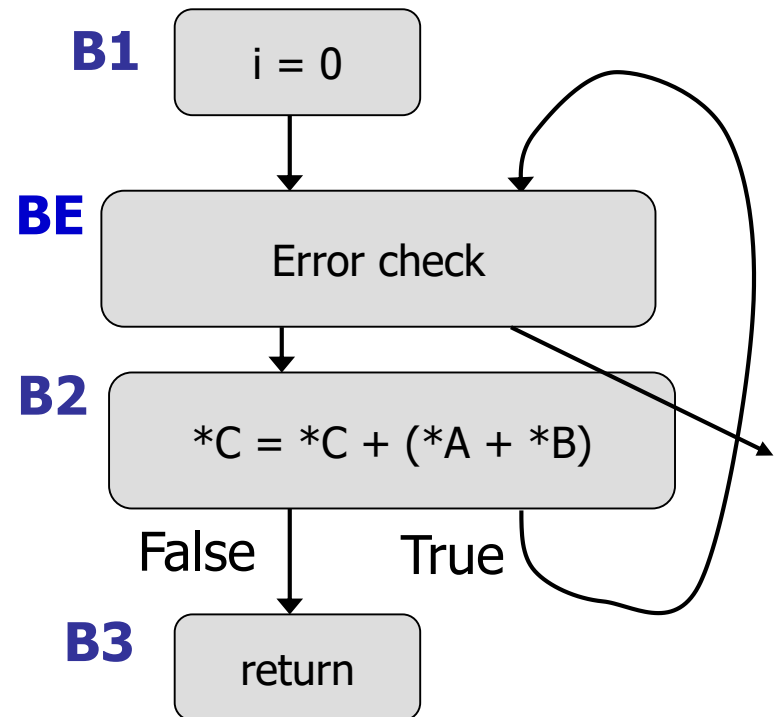 B1
i = 0
BE
Error check
B2
*C = *C + (*A + *B)
False
True
B3
return